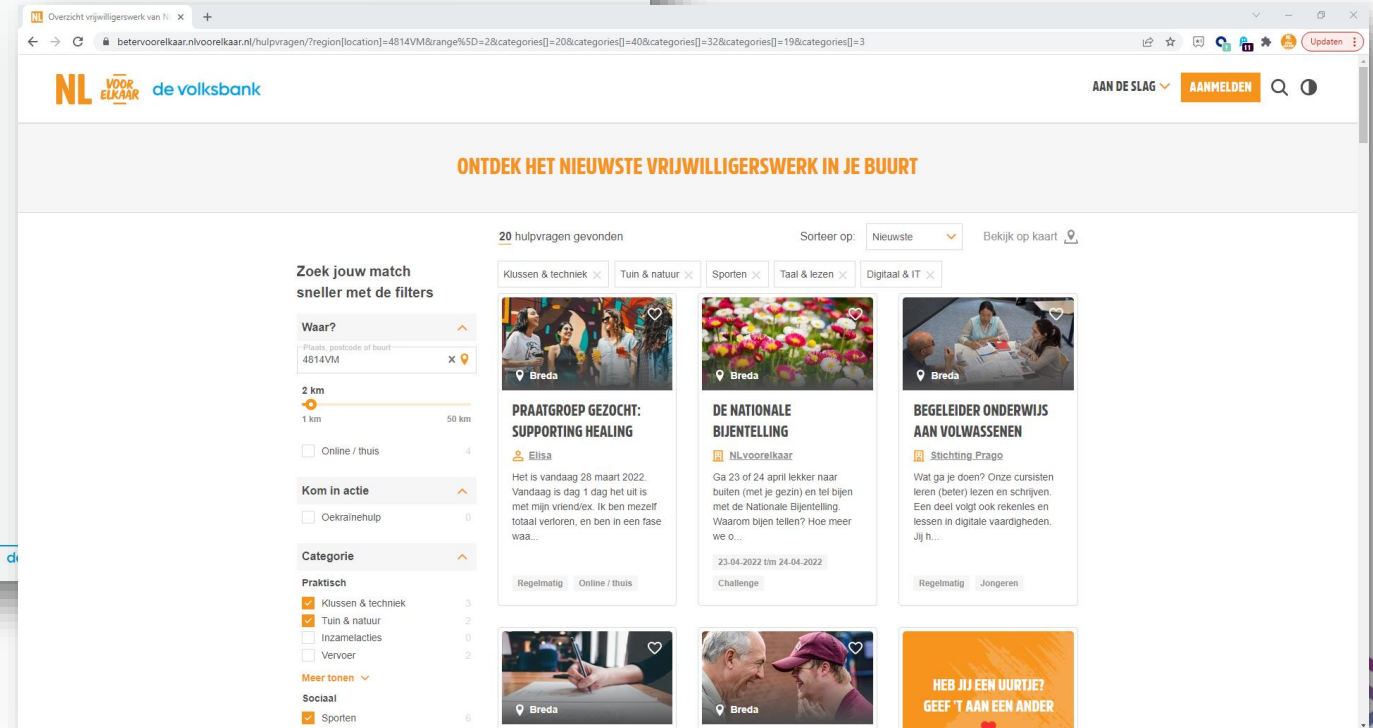 Overzicht vrijwilligerswerk van N
betervoorelkaar.nlvoorelkaar.nl/hulpvragen/?region[location]=4814VM&range%5D=2&categories[]=20&categories[]=40&categories[]=32&categories[]=19&categories[]=3
11
Updaten
NL VOOR ELKAAR de volksbank
AAN DE SLAG
AANMELDEN
ONTDEK HET NIEUWSTE VRIJWILLIGERSWERK IN JE BUURT
20 hulpvragen gevonden
Sorteer op: Nieuwste
Bekijk op kaart
Klussen & techniek
Tuin & natuur
Sporten
Taal & lezen
Digitaal & IT
Zoek jouw match
sneller met de filters
Waar?
Plaats, postcode of buurt
4814VM
2 km
1 km 50 km
Online / thuis 4
Kom in actie
Oekraïnehulp 0
Categorie
Praktisch
Klussen & techniek 3
Tuin & natuur 2
Inzamelacties 0
Vervoer 2
Meer tonen
Sociaal
Sporten 6
Breda
PRAATGROEP GEZOCHT:
SUPPORTING HEALING
Elisa
Het is vandaag 28 maart 2022.
Vandaag is dag 1 dag het uit is
met mijn vriend/ex. Ik ben mezelf
totaal verloren, en ben in een fase
waa...
Regelmatig Online / thuis
Breda
DE NATIONALE
BIJENTELLING
NLvoorelkaar
Ga 23 of 24 april lekker naar
buiten (met je gezin) en tel bijen
met de Nationale Bijentelling.
Waarom bijen tellen? Hoe meer
we o...
23-04-2022 t/m 24-04-2022
Challenge
Breda
BEGELEIDER ONDERWIJS
AAN VOLWASSENEN
Stichting Prago
Wat ga je doen? Onze cursisten
leren (beter) lezen en schrijven.
Een deel volgt ook rekenles en
lessen in digitale vaardigheden.
Jij h...
Regelmatig Jongeren
Breda
Breda
HEB JIJ EEN UURTJE?
GEEF 'T AAN EEN ANDER